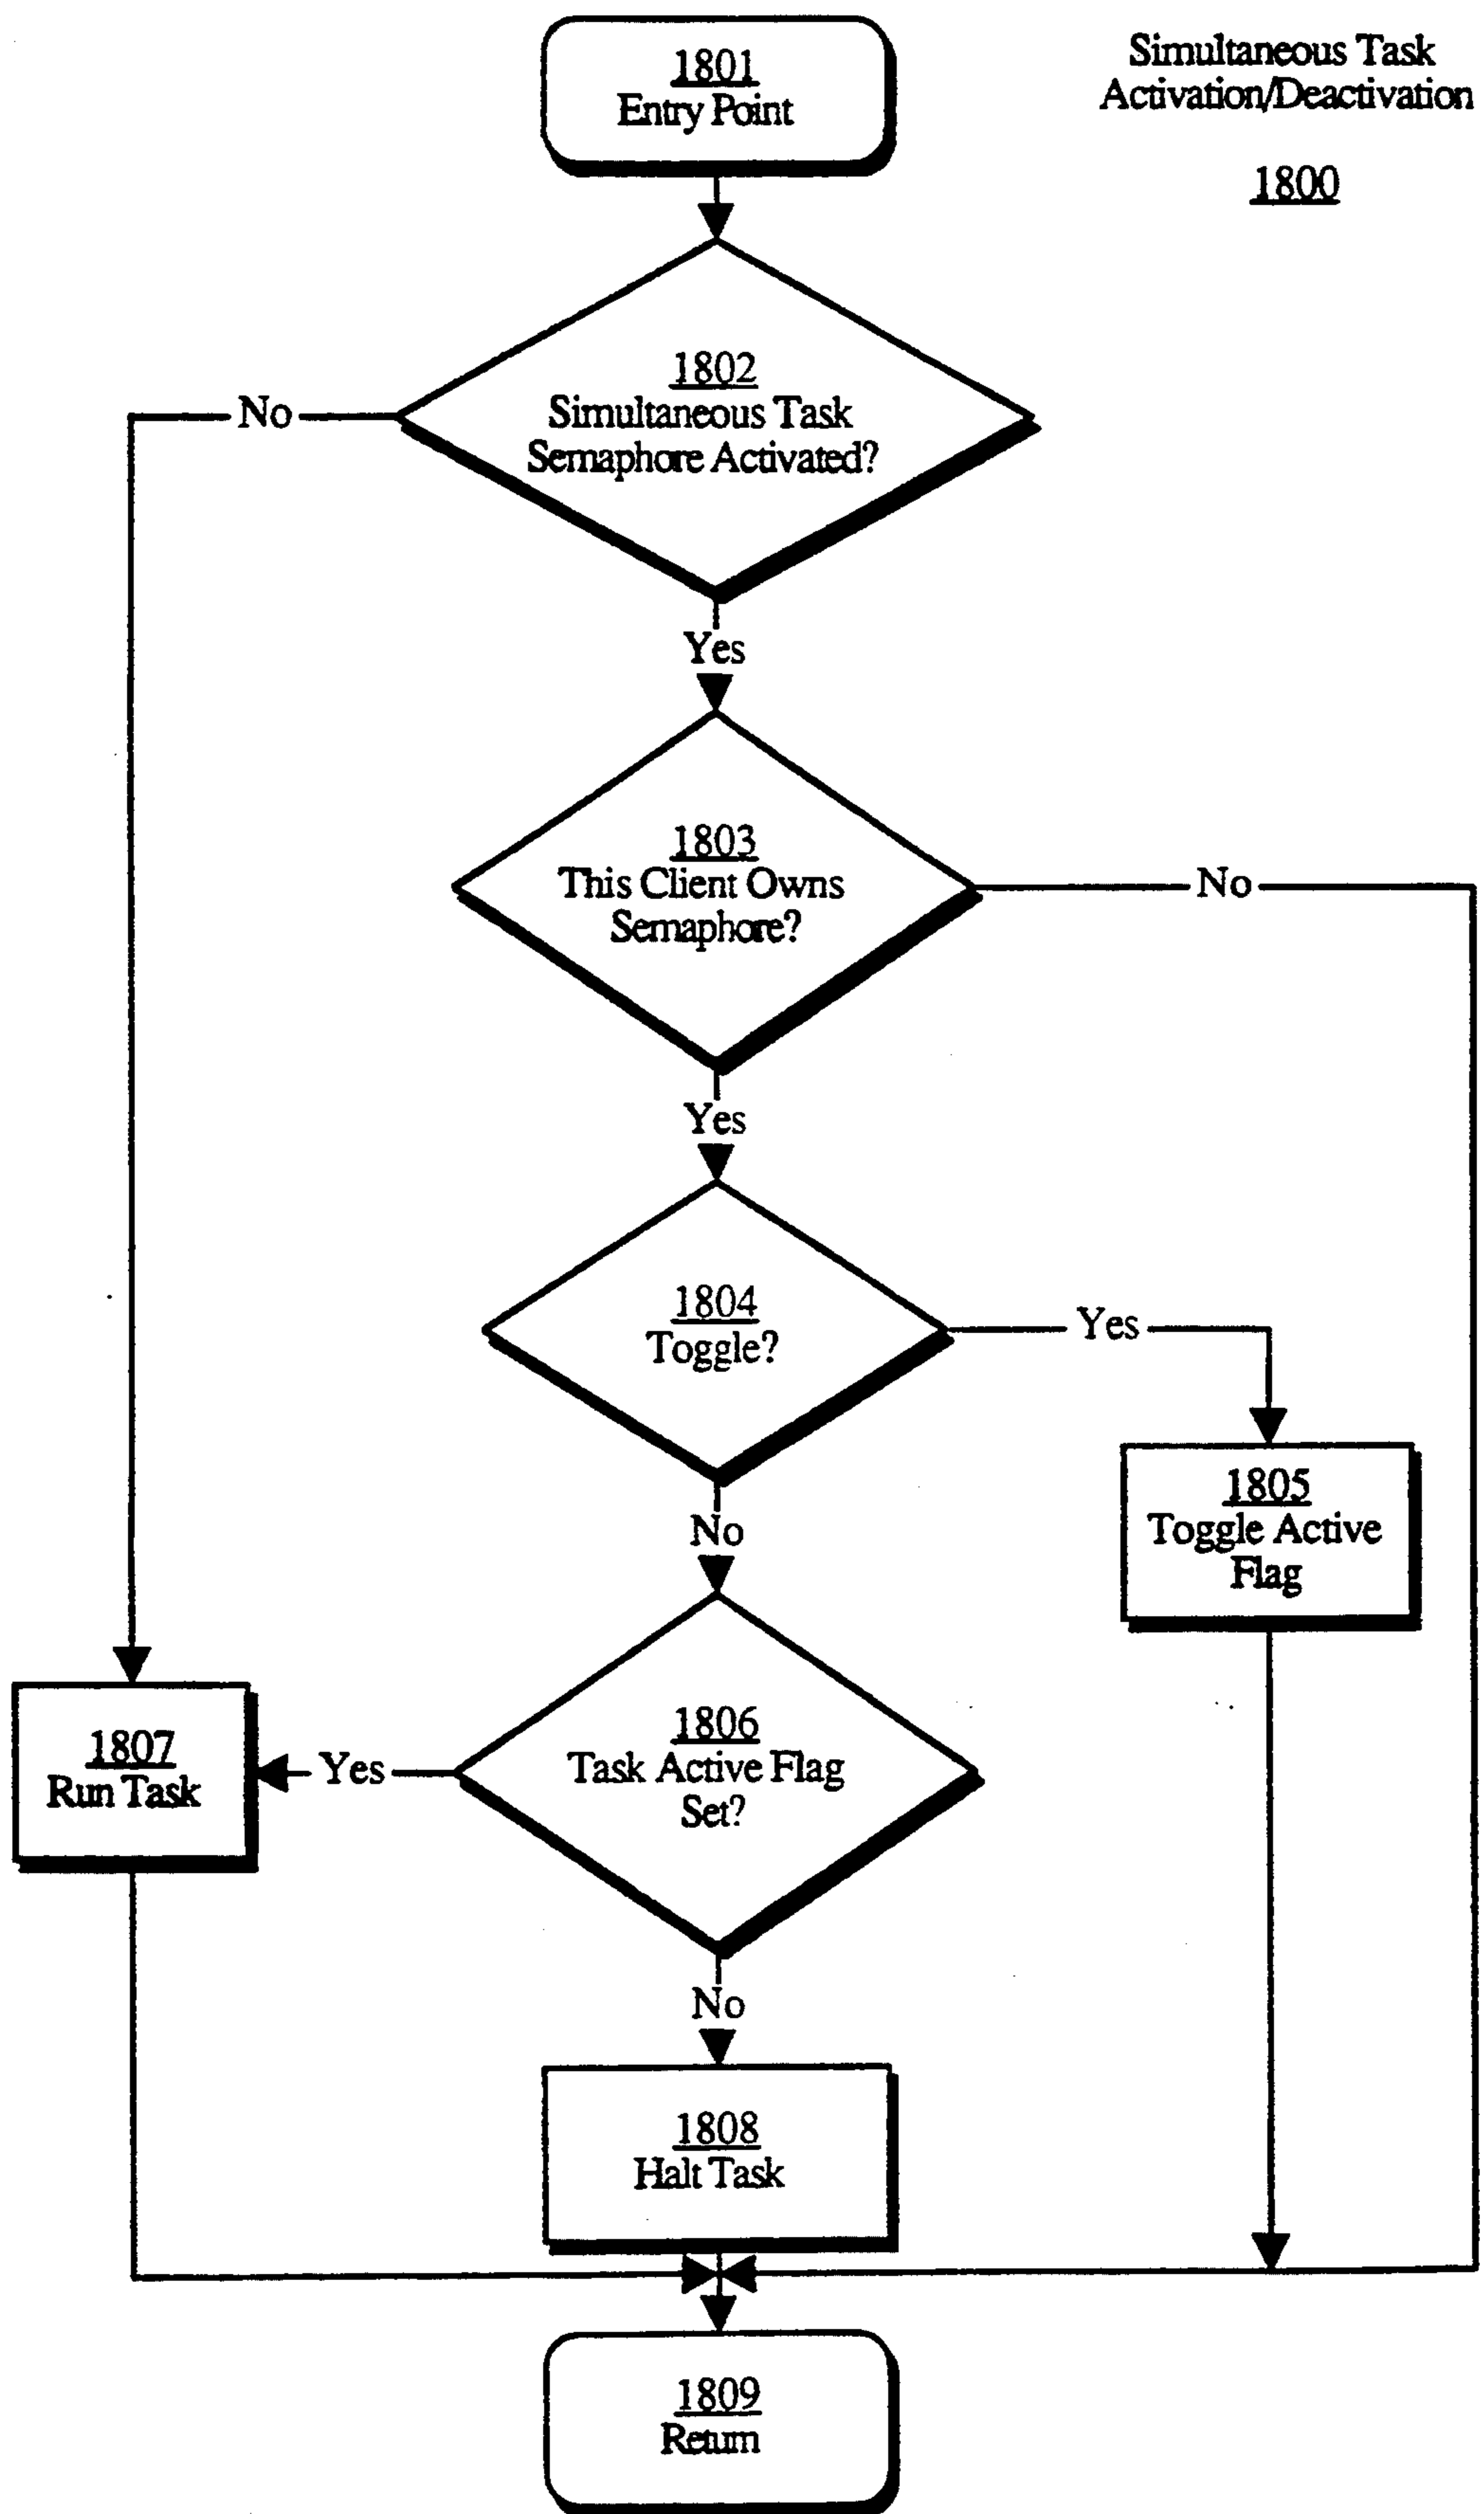 Simultaneous Task
Activation/Deactivation
1800
1801
Entry Point
1802
Simultaneous Task
Semaphore Activated?
No
Yes
1803
This Client Owns
Semaphore?
No
Yes
1804
Toggle?
Yes
No
1805
Toggle Active
Flag
1806
Task Active Flag
Set?
Yes
1807
Run Task
No
1808
Halt Task
1809
Return